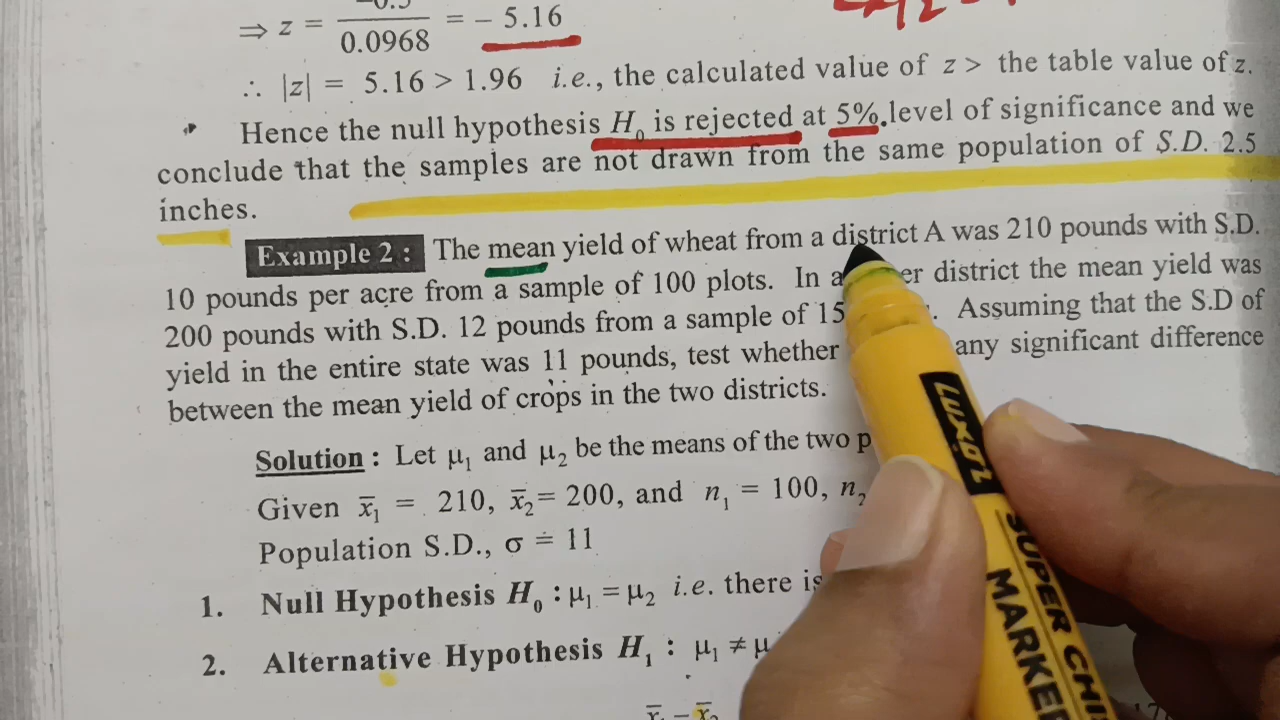 ⇒ z = / 0.0968 = – 5.16
∴ |z| = 5.16 > 1.96 i.e., the calculated value of z > the table value of z.
Hence the null hypothesis H₀ is rejected at 5% level of significance and we
conclude that the samples are not drawn from the same population of S.D. 2.5
inches.
Example 2 : The mean yield of wheat from a district A was 210 pounds with S.D.
10 pounds per acre from a sample of 100 plots. In a er district the mean yield was
200 pounds with S.D. 12 pounds from a sample of 15 . Assuming that the S.D of
yield in the entire state was 11 pounds, test whether any significant difference
between the mean yield of crops in the two districts.
Solution : Let μ₁ and μ₂ be the means of the two p
Given x̄₁ = 210, x̄₂ = 200, and n₁ = 100, n₂
Population S.D., σ = 11
1. Null Hypothesis H₀ : μ₁ = μ₂ i.e. there is
2. Alternative Hypothesis H₁ : μ₁ ≠ μ
x̄₁ – x̄₂
LUXOR
SUPER CH
MARKE